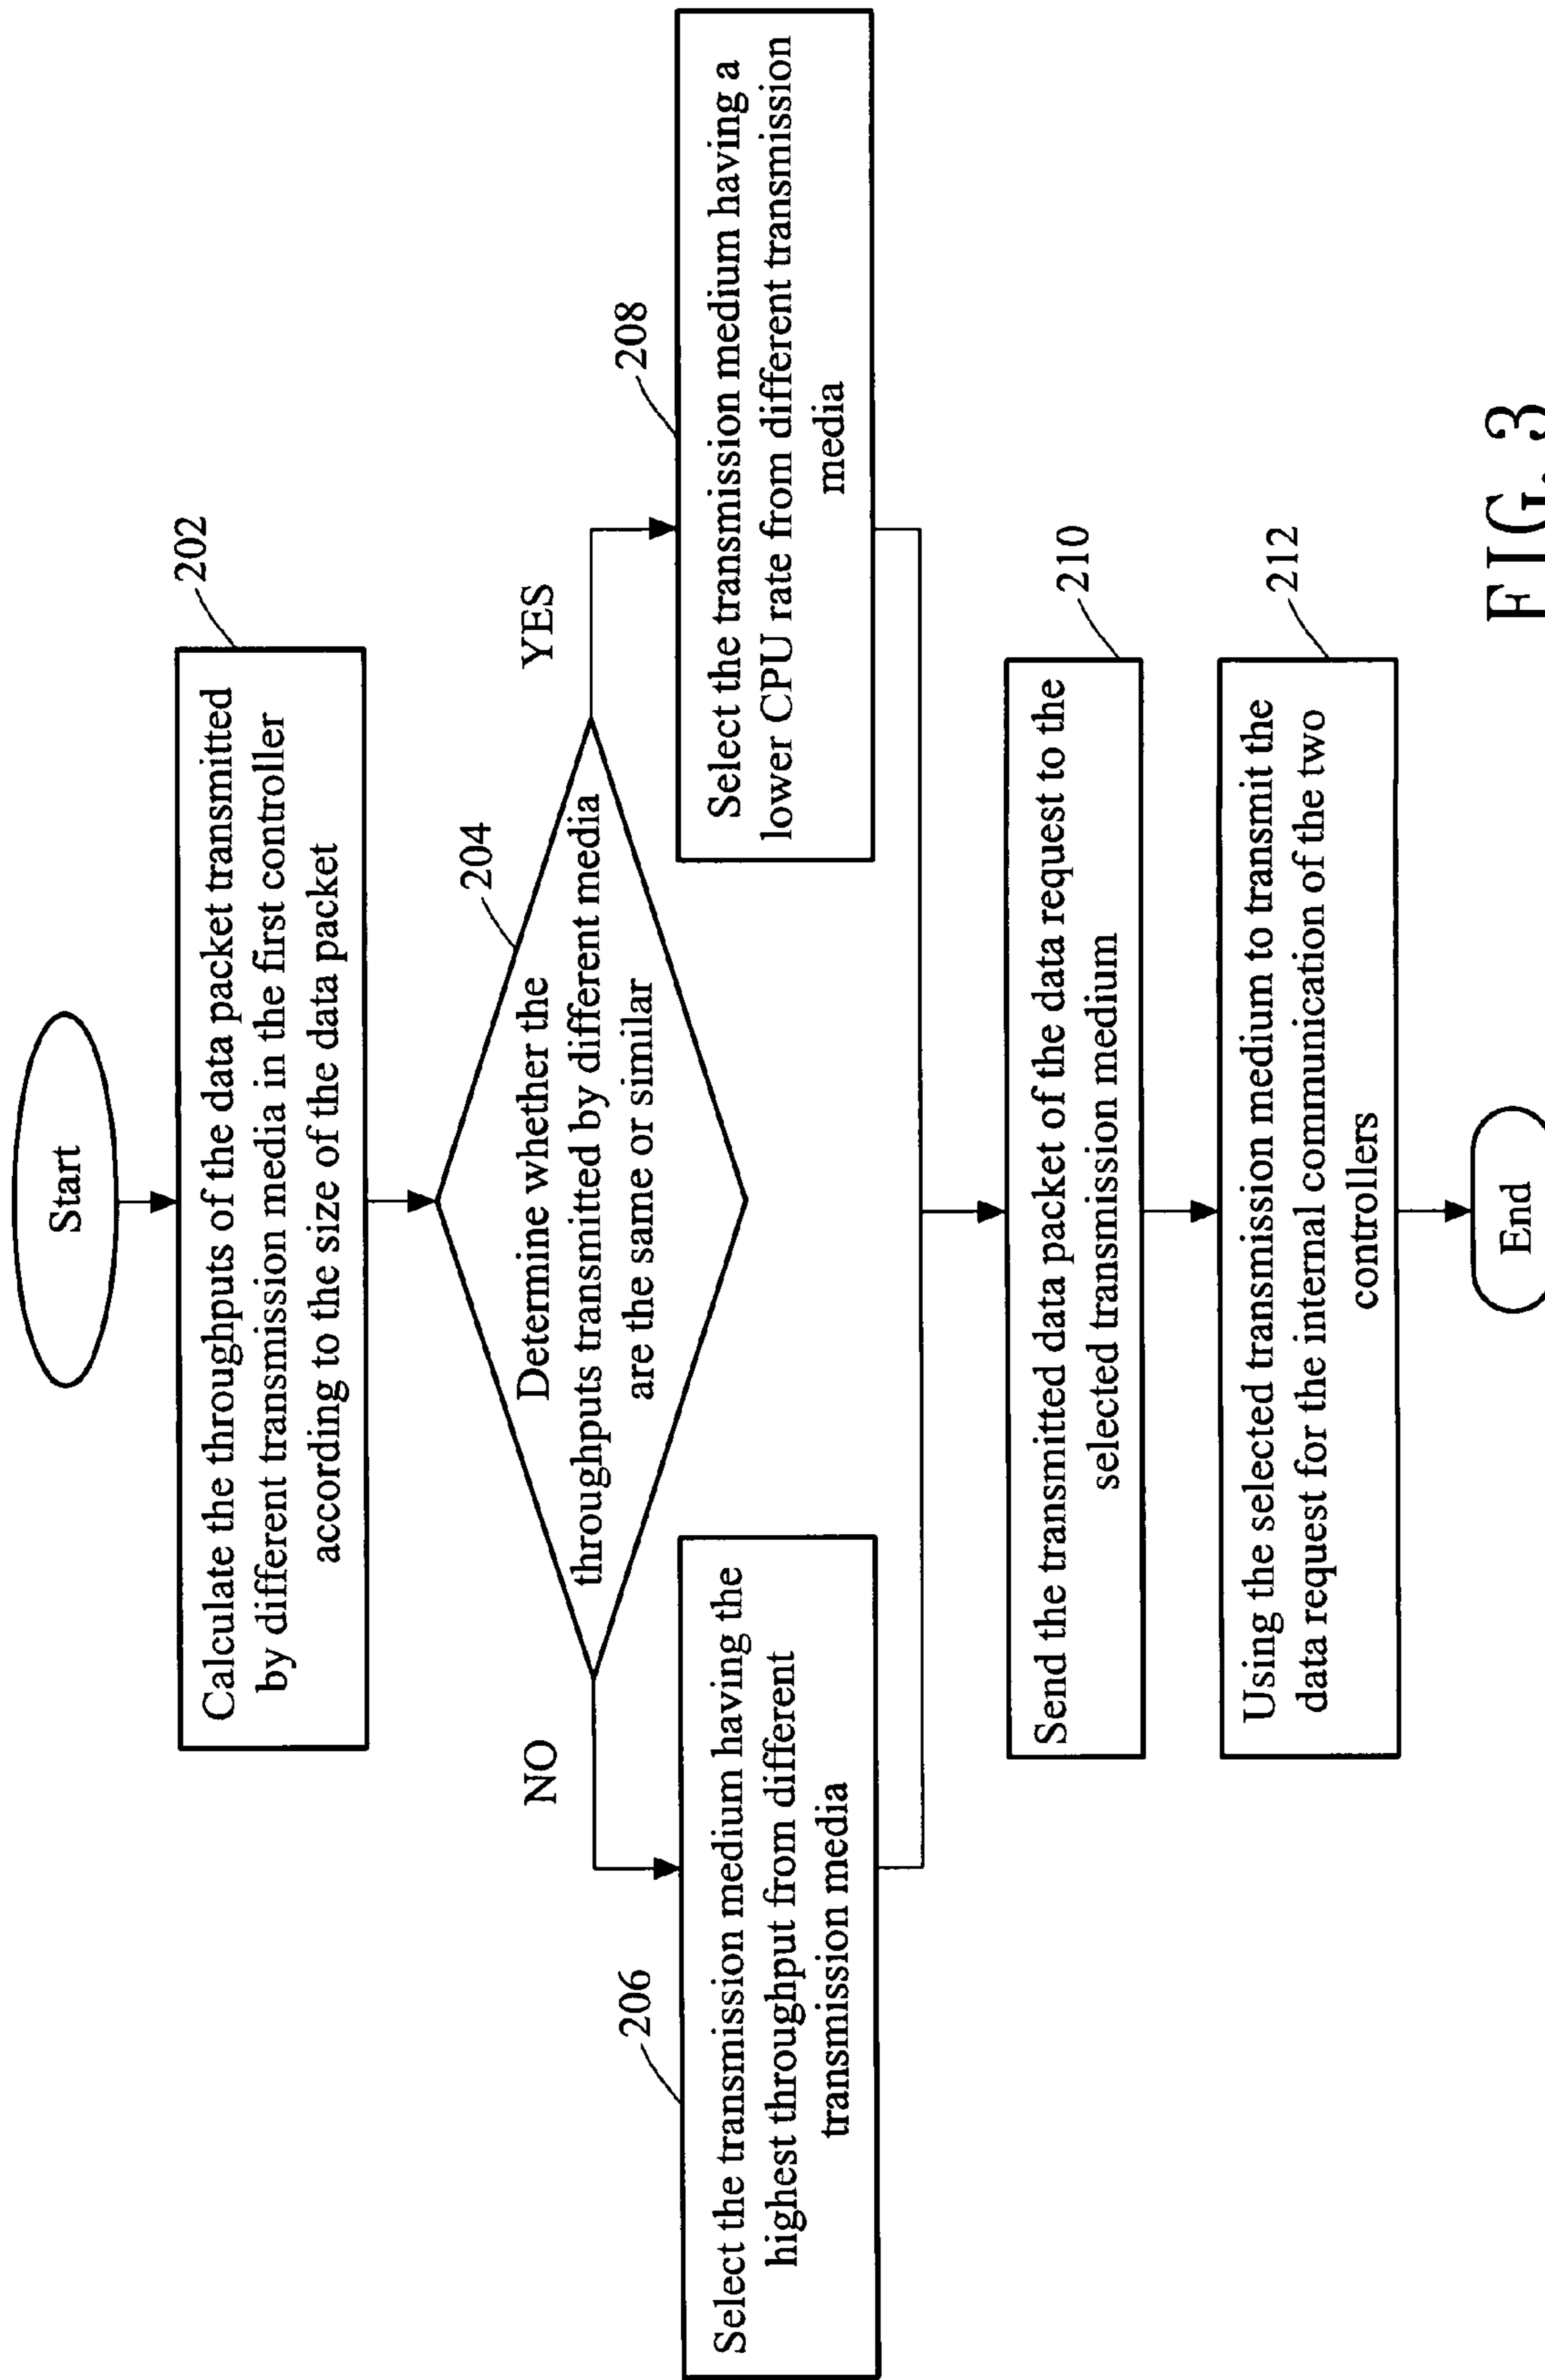 Start
202
Calculate the throughputs of the data packet transmitted
by different transmission media in the first controller
according to the size of the data packet
204
Determine whether the
throughputs transmitted by different media
are the same or similar
NO
YES
206
Select the transmission medium having the
highest throughput from different
transmission media
208
Select the transmission medium having a
lower CPU rate from different transmission
media
210
Send the transmitted data packet of the data request to the
selected transmission medium
212
Using the selected transmission medium to transmit the
data request for the internal communication of the two
controllers
End
FIG. 3